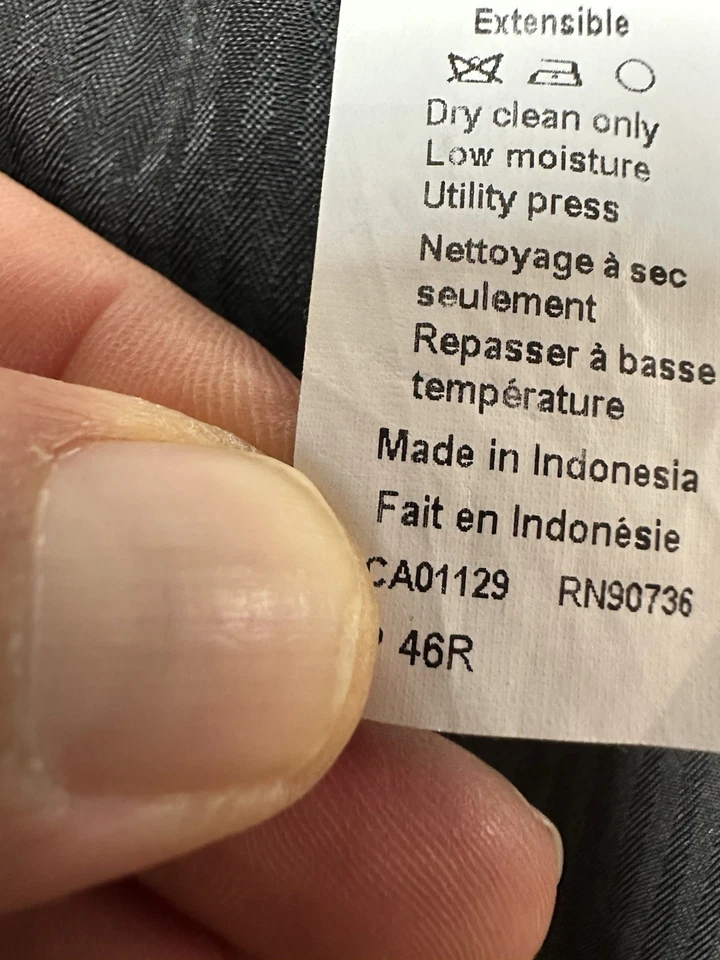 Extensible
Dry clean only
Low moisture
Utility press
Nettoyage à sec
seulement
Repasser à basse
température
Made in Indonesia
Fait en Indonésie
CA01129 RN90736
46R